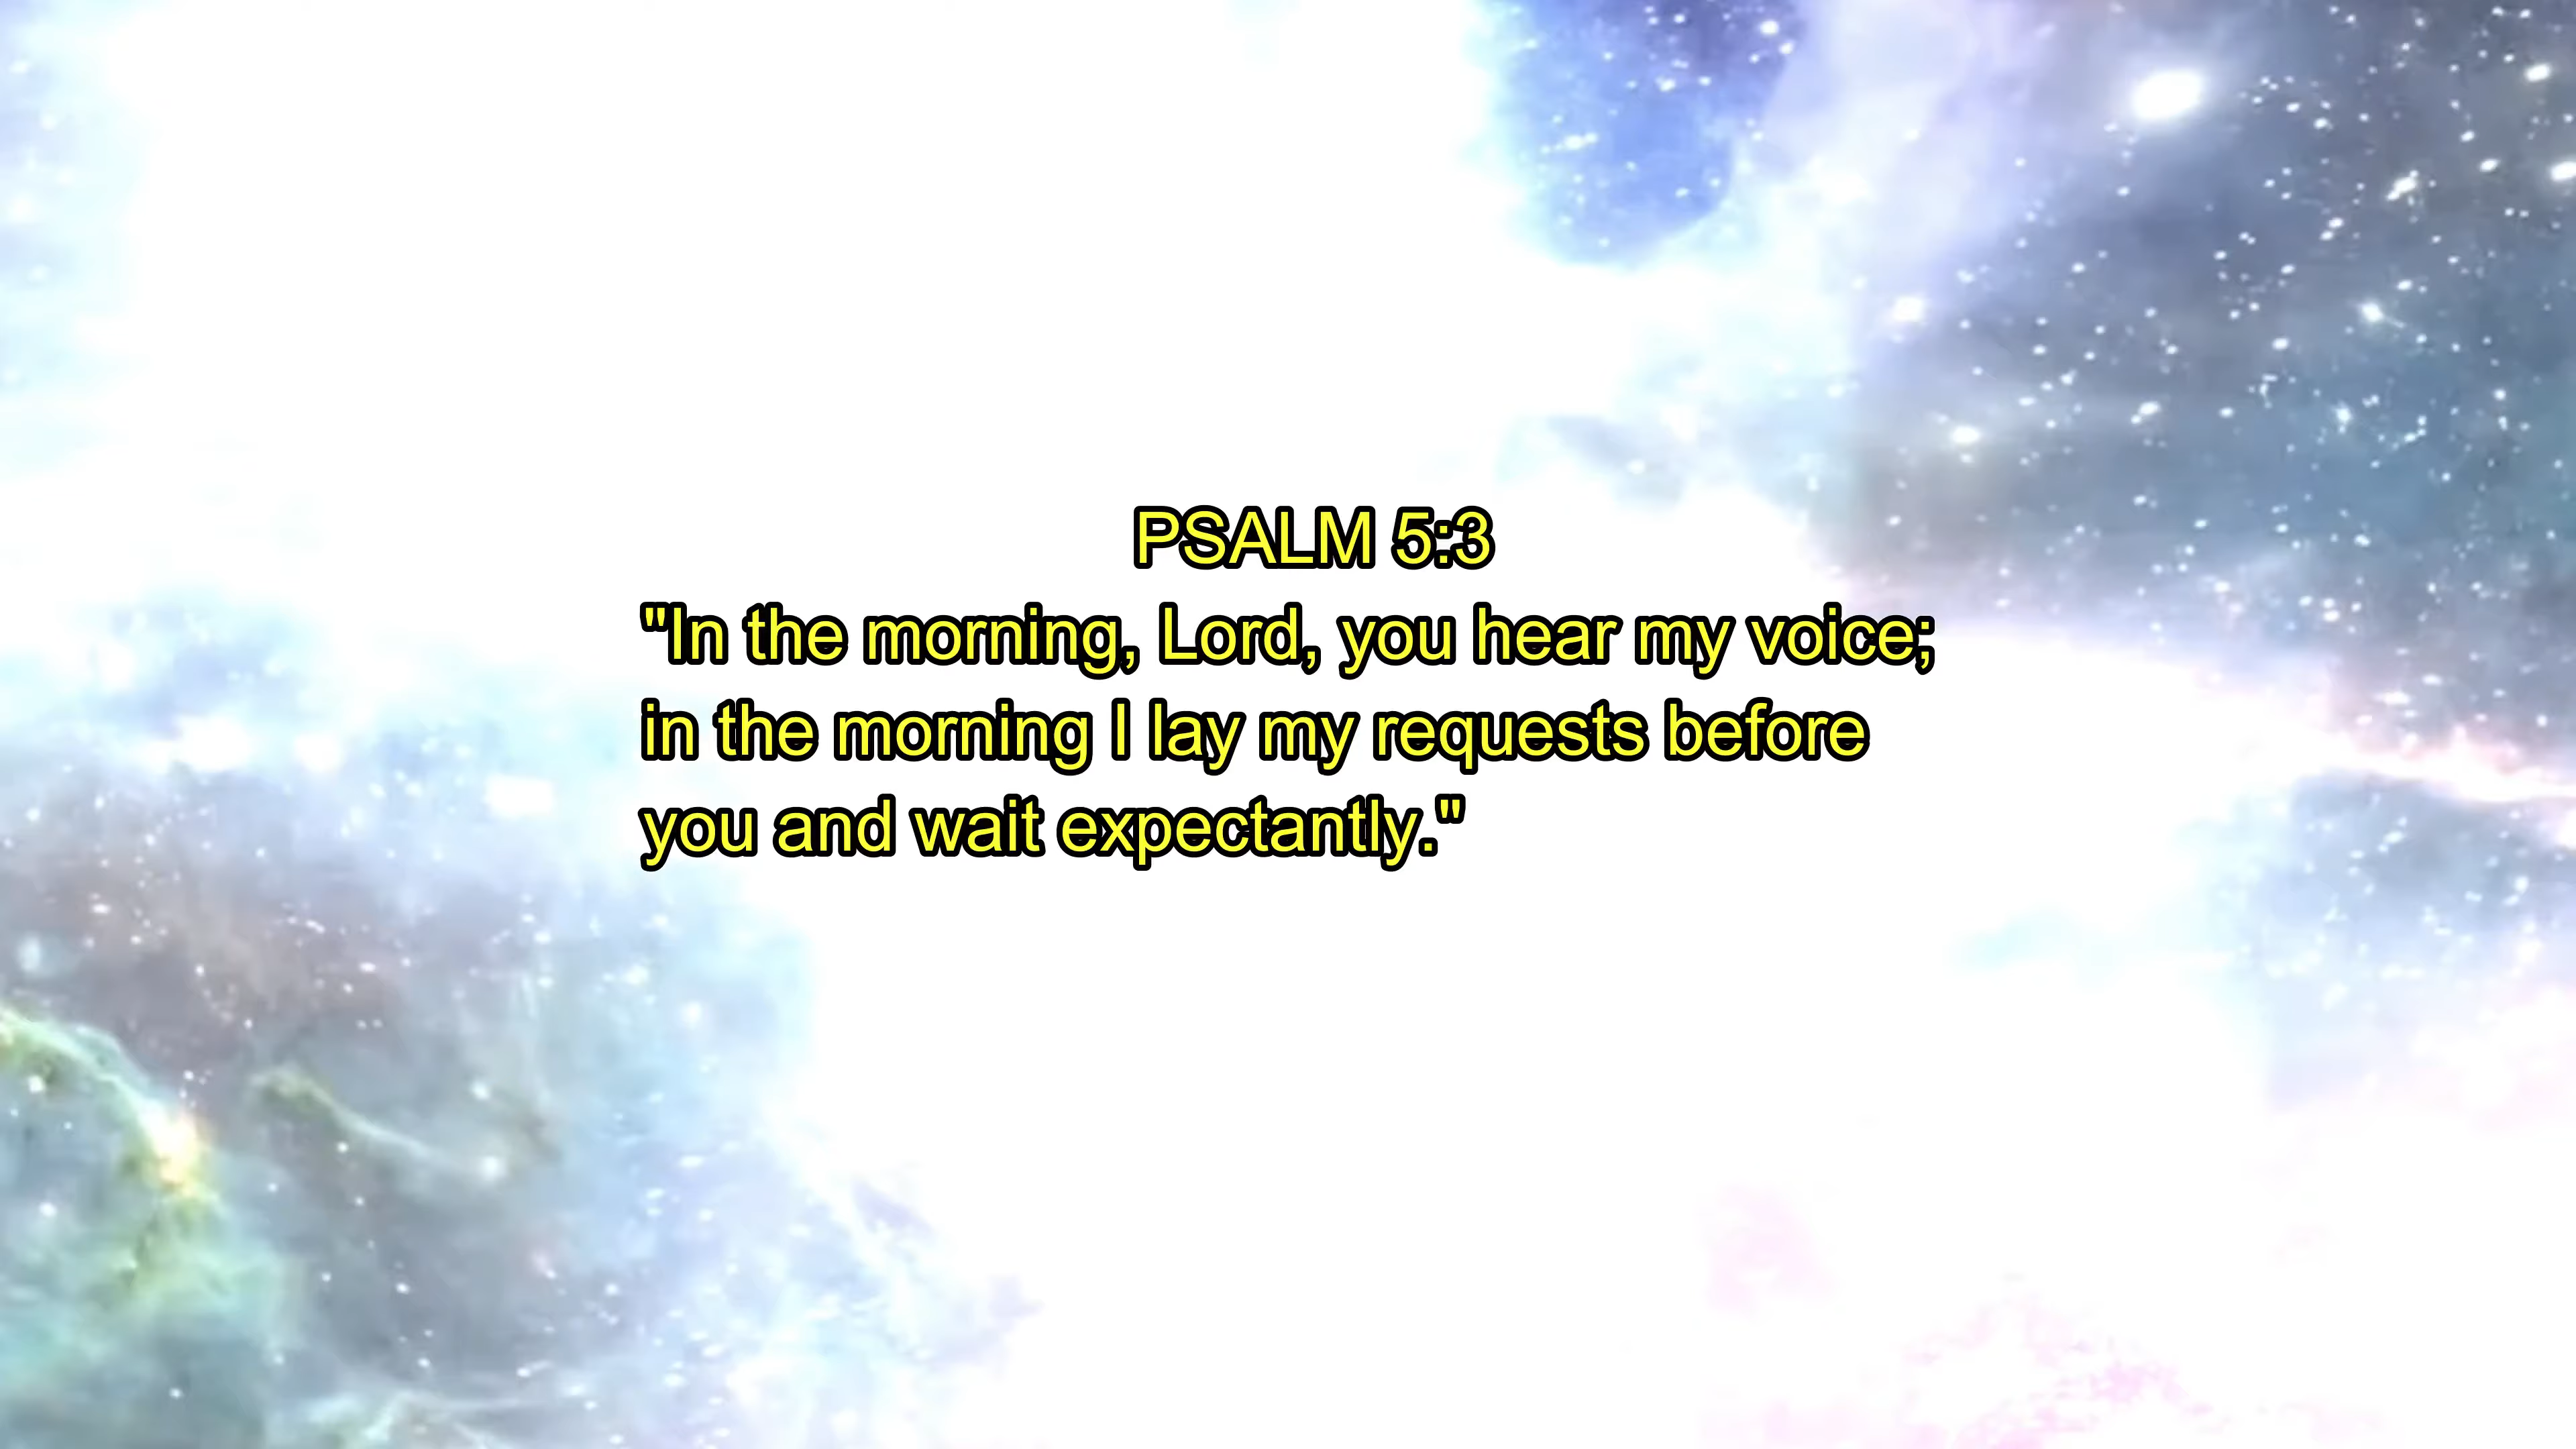 PSALM 5:3
"In the morning, Lord, you hear my voice;
in the morning I lay my requests before
you and wait expectantly."